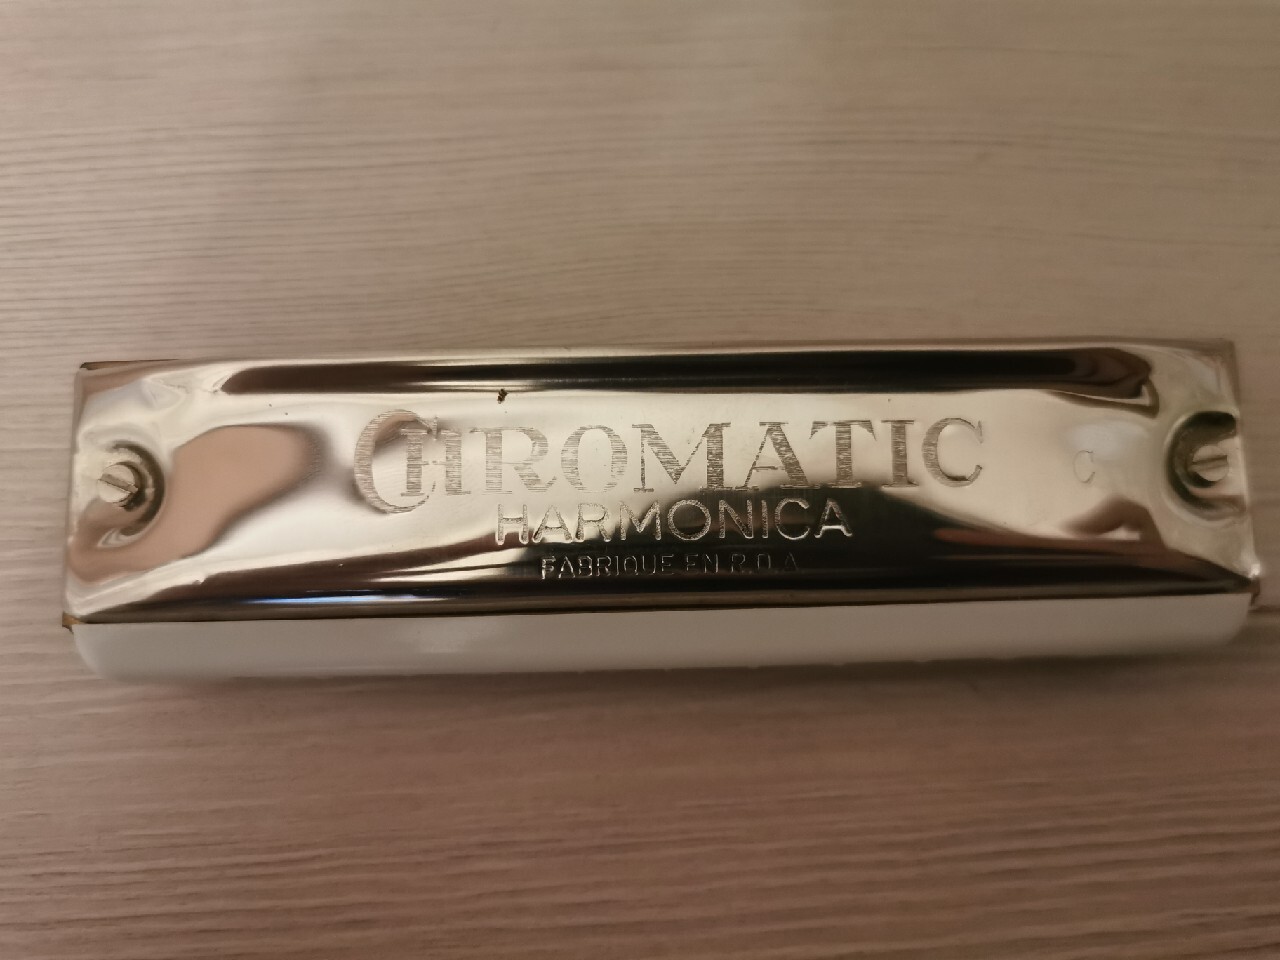 CHROMATIC
C
HARMONICA
FABRIQUE EN R.D.A.